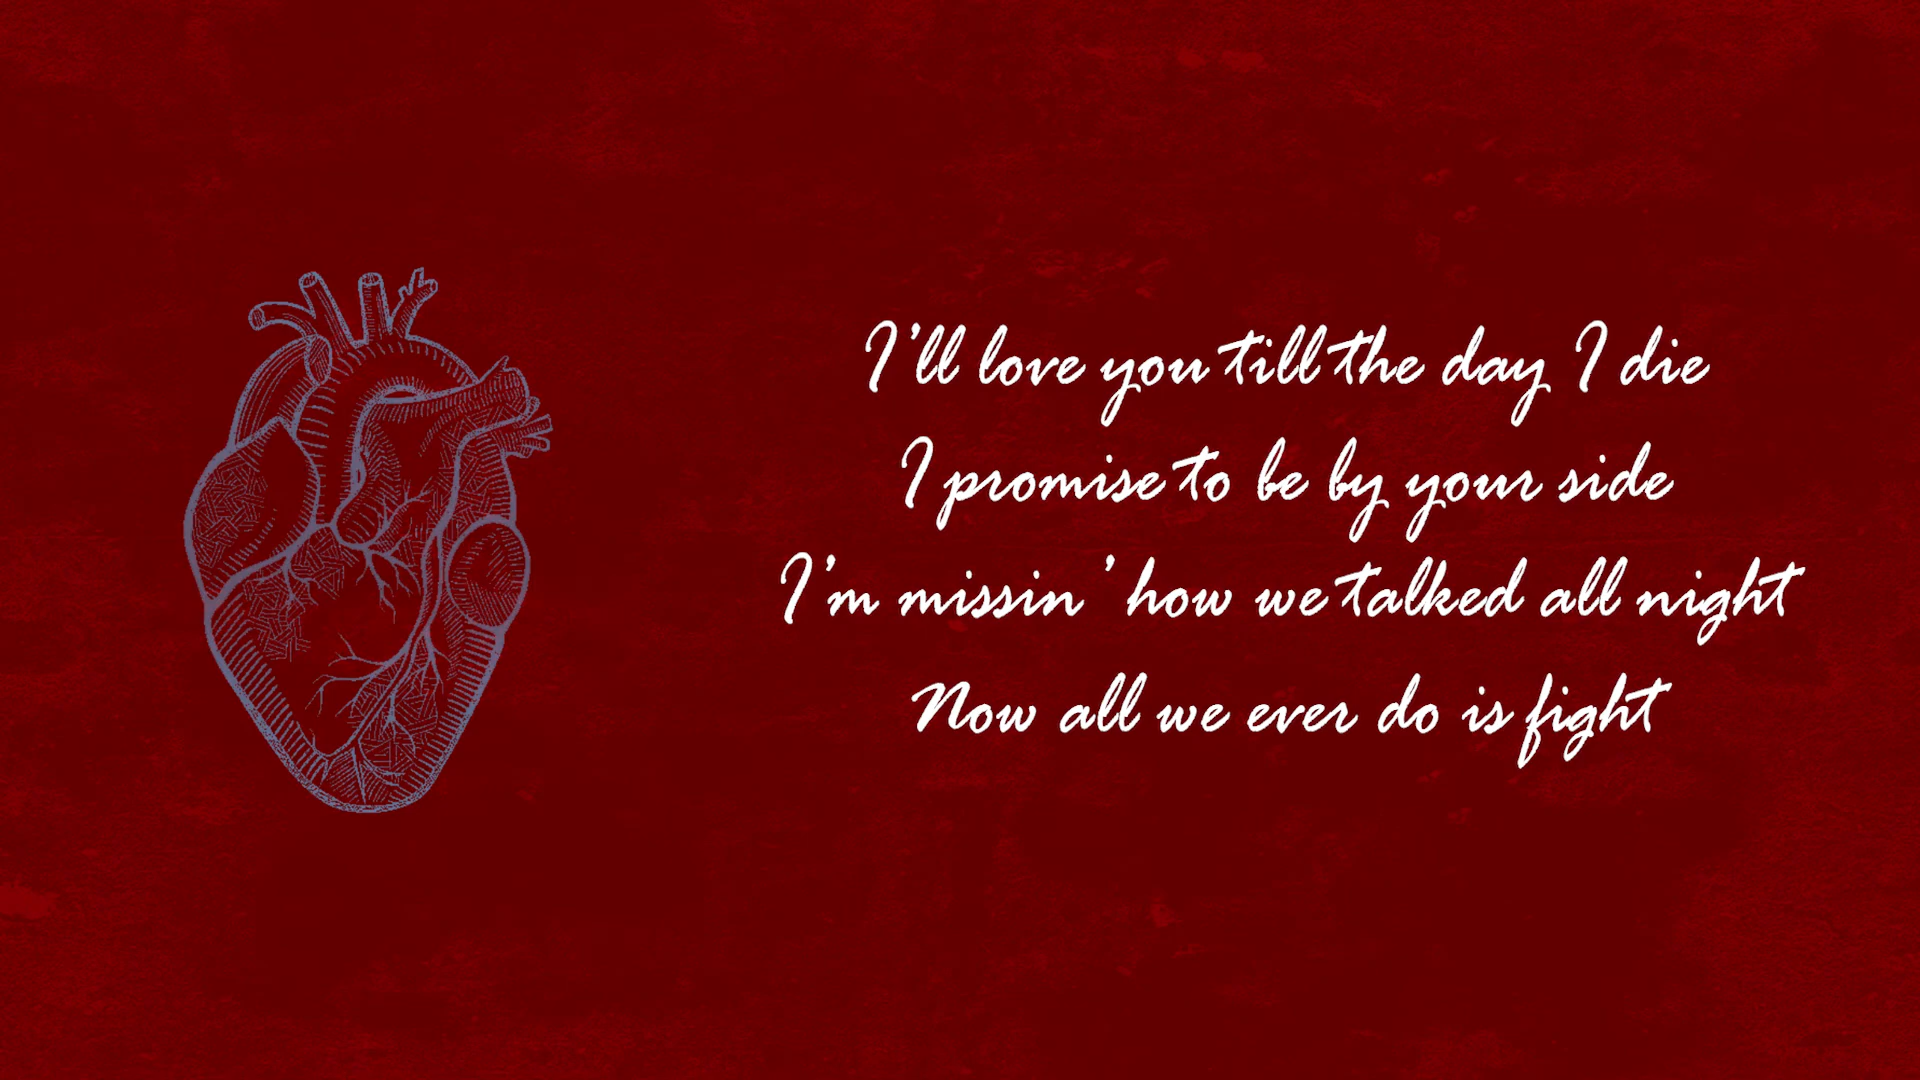 I'll love you till the day I die
I promise to be by your side
I'm missin' how we talked all night
Now all we ever do is fight